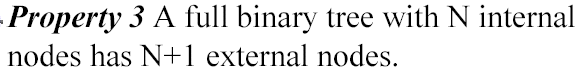 Property 3 A full binary tree with N internal
nodes has N+1 external nodes.